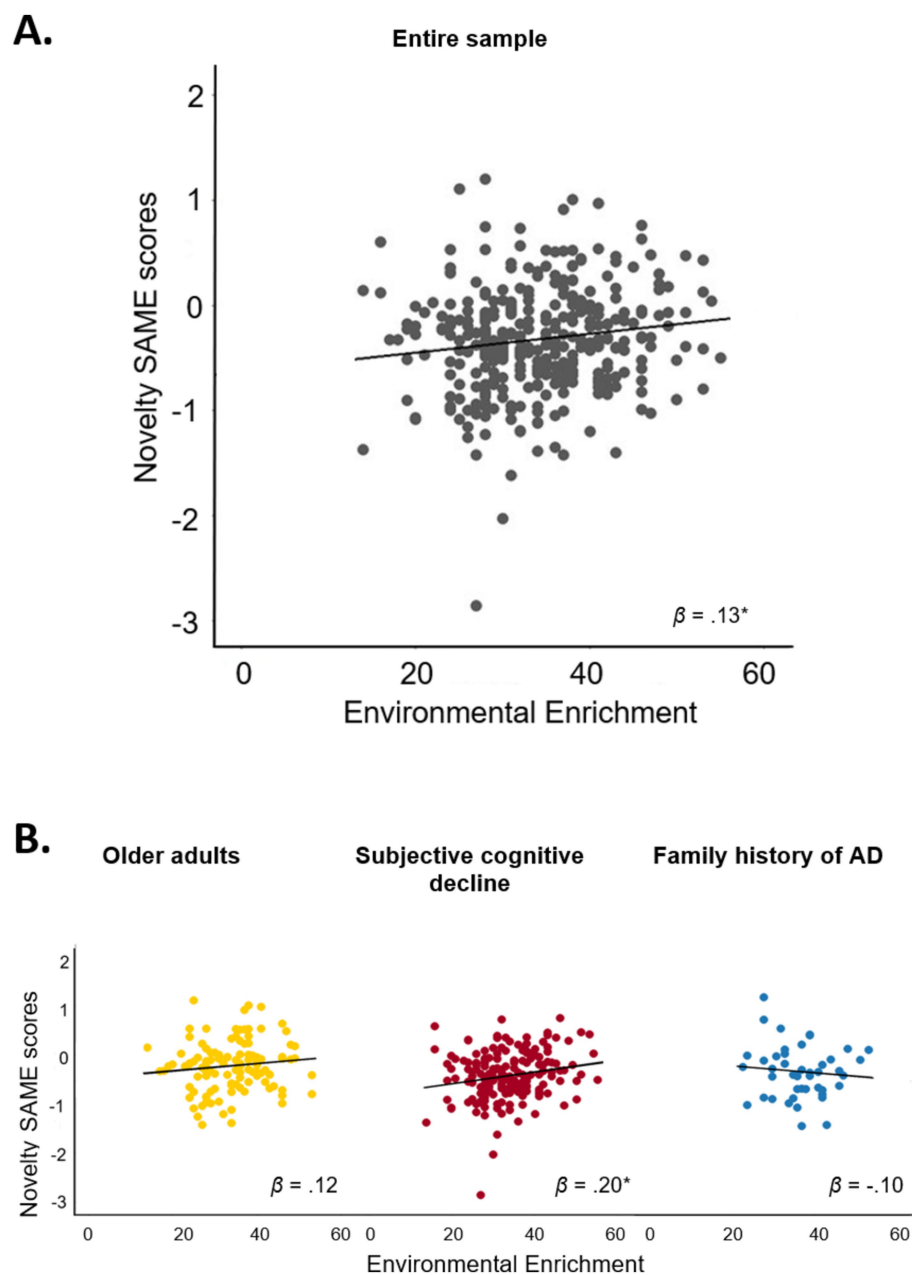 A.
Entire sample
2
1
0
-1
-2
-3
Novelty SAME scores
β = .13*
0 20 40 60
Environmental Enrichment
B.
Older adults
Subjective cognitive
decline
Family history of AD
2
1
0
-1
-2
-3
Novelty SAME scores
β = .12
β = .20*
β = -.10
0 20 40 60 0 20 40 60 0 20 40 60
Environmental Enrichment